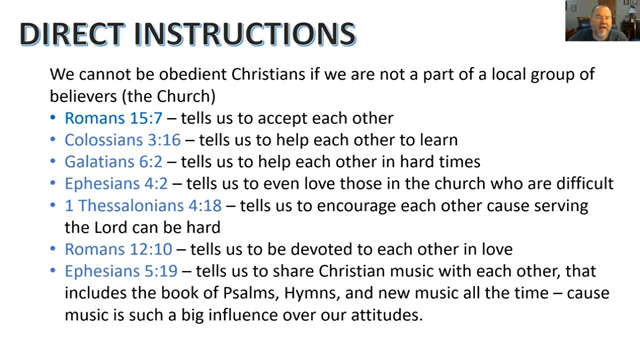 DIRECT INSTRUCTIONS
We cannot be obedient Christians if we are not a part of a local group of
believers (the Church)
• Romans 15:7 – tells us to accept each other
• Colossians 3:16 – tells us to help each other to learn
• Galatians 6:2 – tells us to help each other in hard times
• Ephesians 4:2 – tells us to even love those in the church who are difficult
• 1 Thessalonians 4:18 – tells us to encourage each other cause serving
the Lord can be hard
• Romans 12:10 – tells us to be devoted to each other in love
• Ephesians 5:19 – tells us to share Christian music with each other, that
includes the book of Psalms, Hymns, and new music all the time – cause
music is such a big influence over our attitudes.